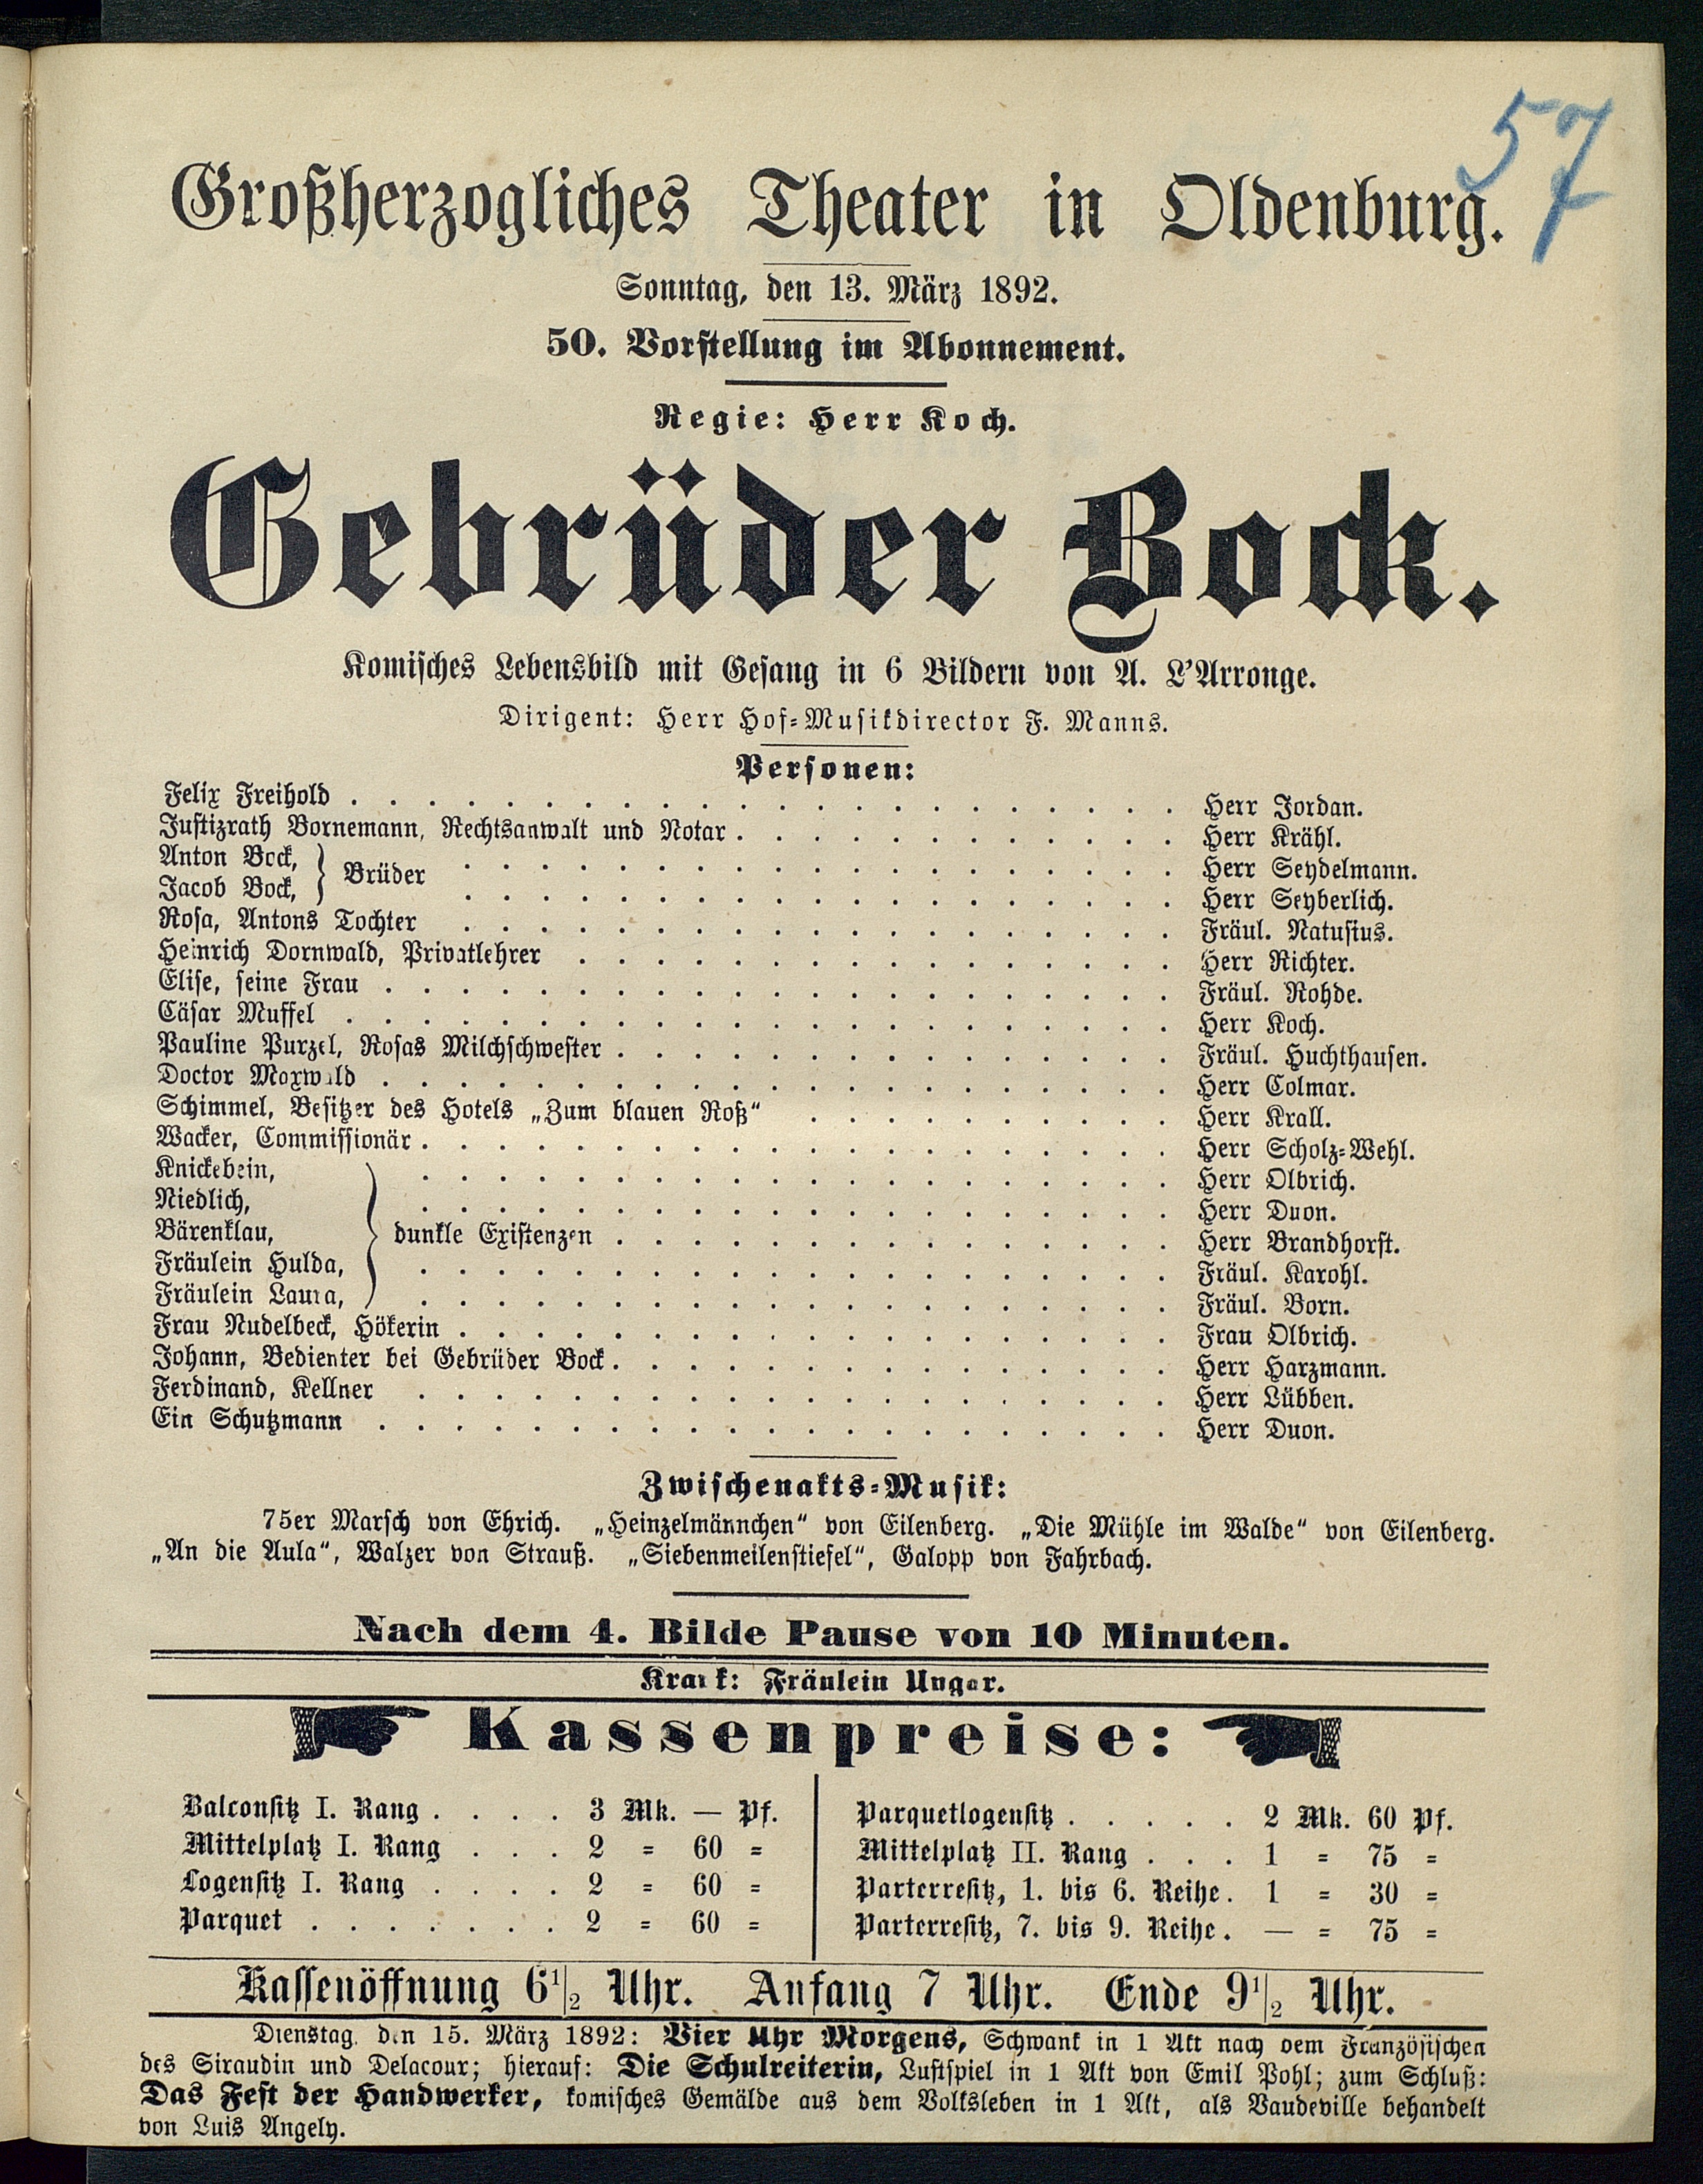 57
Großherzogliches Theater in Oldenburg.
Sonntag, den 13. März 1892.
50. Vorstellung im Abonnement.
Regie: Herr Koch.
Gebrüder Bock.
Komisches Lebensbild mit Gesang in 6 Bildern von A. L'Arronge.
Dirigent: Herr Hof-Musikdirector F. Manns.
Personen:
Felix Freihold . . . . . Herr Jordan.
Justizrath Bornemann, Rechtsanwalt und Notar . . . . . Herr Krähl.
Anton Bock, } Brüder . . . . . Herr Seydelmann.
Jacob Bock, } . . . . . Herr Seyberlich.
Rosa, Antons Tochter . . . . . Fräul. Natusius.
Heinrich Dornwald, Privatlehrer . . . . . Herr Richter.
Elise, seine Frau . . . . . Fräul. Rohde.
Cäsar Muffel . . . . . Herr Koch.
Pauline Purzel, Rosas Milchschwester . . . . . Fräul. Huchthausen.
Doctor Maxwald . . . . . Herr Colmar.
Schimmel, Besitzer des Hotels „Zum blauen Roß“ . . . . . Herr Krall.
Wacker, Commissionär . . . . . Herr Scholz-Wehl.
Knickebein, . . . . . Herr Olbrich.
Niedlich, . . . . . Herr Duon.
Bärenklau, } dunkle Existenzen . . . . . Herr Brandhorst.
Fräulein Hulda, . . . . . Fräul. Karohl.
Fräulein Laura, . . . . . Fräul. Born.
Frau Nudelbeck, Hökerin . . . . . Frau Olbrich.
Johann, Bedienter bei Gebrüder Bock . . . . . Herr Harzmann.
Ferdinand, Kellner . . . . . Herr Lübben.
Ein Schutzmann . . . . . Herr Duon.
Zwischenakts-Musik:
75er Marsch von Ehrich. „Heinzelmännchen“ von Eilenberg. „Die Mühle im Walde“ von Eilenberg.
„An die Aula“, Walzer von Strauß. „Siebenmeilenstiefel“, Galopp von Fahrbach.
Nach dem 4. Bilde Pause von 10 Minuten.
Krank: Fräulein Unger.
Kassenpreise:
Balconsitz I. Rang . . . . 3 Mk. — Pf.
Mittelplatz I. Rang . . . 2 = 60 =
Logensitz I. Rang . . . . 2 = 60 =
Parquet . . . . . . . 2 = 60 =
Parquetlogensitz . . . . . 2 Mk. 60 Pf.
Mittelplatz II. Rang . . . 1 = 75 =
Parterresitz, 1. bis 6. Reihe . 1 = 30 =
Parterresitz, 7. bis 9. Reihe . — = 75 =
Kassenöffnung 6 1/2 Uhr. Anfang 7 Uhr. Ende 9 1/2 Uhr.
Dienstag, den 15. März 1892: Vier Uhr Morgens, Schwank in 1 Akt nach dem Französischen
des Siraudin und Delacour; hierauf: Die Schulreiterin, Lustspiel in 1 Akt von Emil Pohl; zum Schluß:
Das Fest der Handwerker, komisches Gemälde aus dem Volksleben in 1 Akt, als Vaudeville behandelt
von Luis Angely.